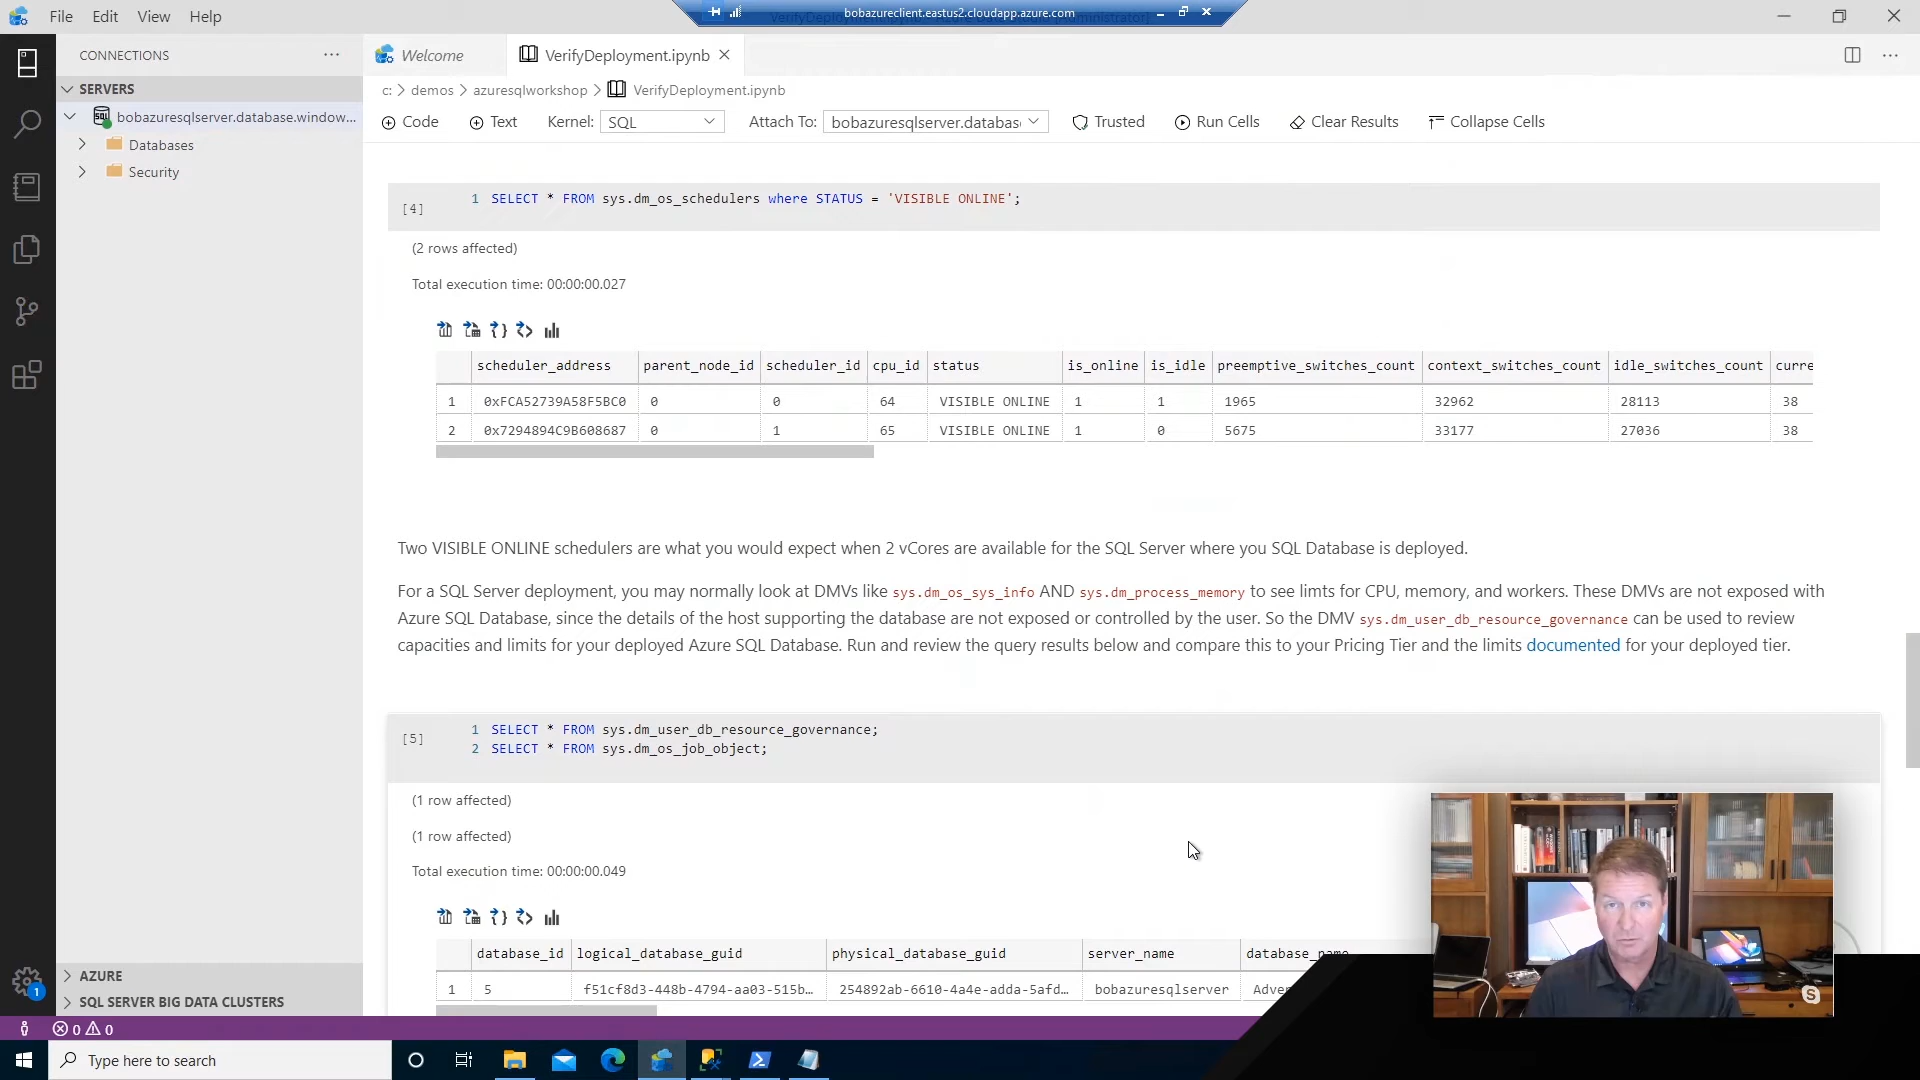 File Edit View Help
bobazureclient.eastus2.cloudapp.azure.com
CONNECTIONS
Welcome
VerifyDeployment.ipynb
SERVERS
c: demos azuresqlworkshop VerifyDeployment.ipynb
bobazuresqlserver.database.window...
Code Text Kernel: SQL Attach To: bobazuresqlserver.databas Trusted Run Cells Clear Results Collapse Cells
Databases
Security
[4]
1 SELECT * FROM sys.dm_os_schedulers where STATUS = 'VISIBLE ONLINE';
(2 rows affected)
Total execution time: 00:00:00.027
scheduler_address parent_node_id scheduler_id cpu_id status is_online is_idle preemptive_switches_count context_switches_count idle_switches_count curre
1 0xFCA52739A58F5BC0 0 0 64 VISIBLE ONLINE 1 1 1965 32962 28113 38
2 0x7294894C9B608687 0 1 65 VISIBLE ONLINE 1 0 5675 33177 27036 38
Two VISIBLE ONLINE schedulers are what you would expect when 2 vCores are available for the SQL Server where you SQL Database is deployed.
For a SQL Server deployment, you may normally look at DMVs like sys.dm_os_sys_info AND sys.dm_process_memory to see limts for CPU, memory, and workers. These DMVs are not exposed with
Azure SQL Database, since the details of the host supporting the database are not exposed or controlled by the user. So the DMV sys.dm_user_db_resource_governance can be used to review
capacities and limits for your deployed Azure SQL Database. Run and review the query results below and compare this to your Pricing Tier and the limits documented for your deployed tier.
[5]
1 SELECT * FROM sys.dm_user_db_resource_governance;
2 SELECT * FROM sys.dm_os_job_object;
(1 row affected)
(1 row affected)
Total execution time: 00:00:00.049
database_id logical_database_guid physical_database_guid server_name database_name
1 5 f51cf8d3-448b-4794-aa03-515b... 254892ab-6610-4a4e-adda-5afd... bobazuresqlserver Adve
AZURE
SQL SERVER BIG DATA CLUSTERS
1
0 0
Type here to search